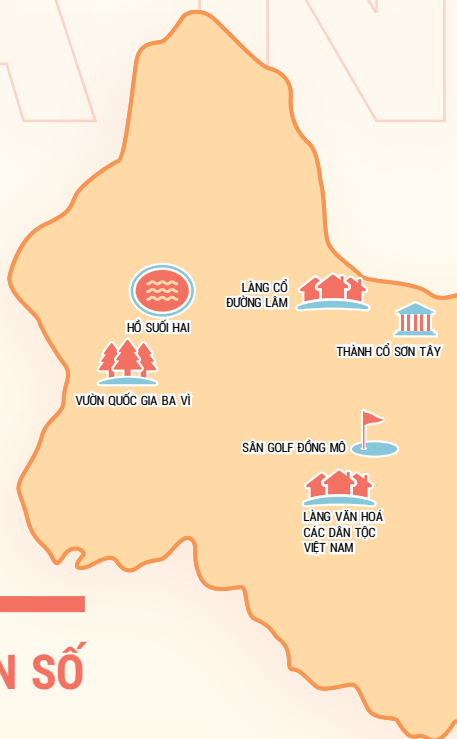 LÀNG CỔ
ĐƯỜNG LÂM
HỒ SUỐI HAI
THÀNH CỔ SƠN TÂY
VƯỜN QUỐC GIA BA VÌ
SÂN GOLF ĐỒNG MÔ
LÀNG VĂN HOÁ
CÁC DÂN TỘC
VIỆT NAM
N SỐ